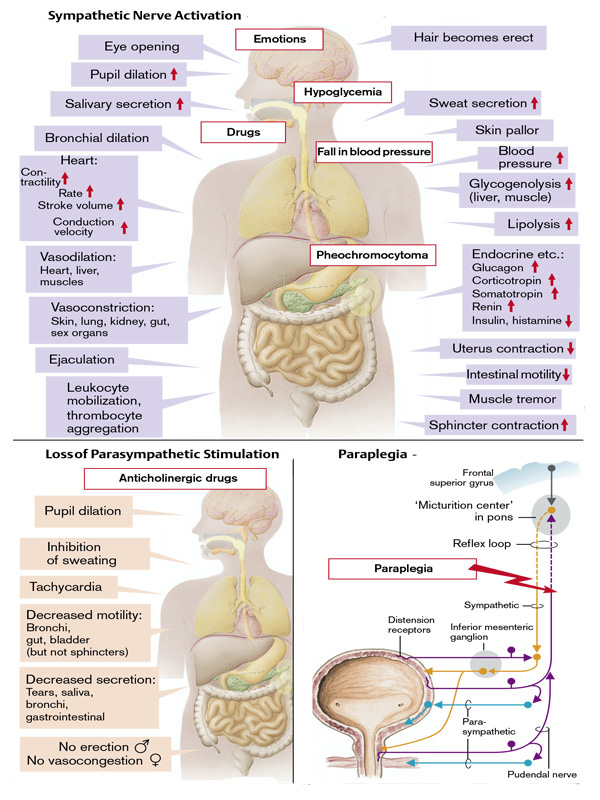 Sympathetic Nerve Activation
Emotions
Eye opening
Hair becomes erect
Pupil dilation
Hypoglycemia
Salivary secretion
Sweat secretion
Drugs
Skin pallor
Bronchial dilation
Fall in blood pressure
Blood
pressure
Heart:
Con-
tractility
Rate
Stroke volume
Conduction
velocity
Glycogenolysis
(liver, muscle)
Lipolysis
Vasodilation:
Heart, liver,
muscles
Pheochromocytoma
Endocrine etc.:
Glucagon
Corticotropin
Somatotropin
Renin
Insulin, histamine
Vasoconstriction:
Skin, lung, kidney, gut,
sex organs
Ejaculation
Uterus contraction
Intestinal motility
Leukocyte
mobilization,
thrombocyte
aggregation
Muscle tremor
Sphincter contraction
Loss of Parasympathetic Stimulation
Anticholinergic drugs
Pupil dilation
Inhibition
of sweating
Tachycardia
Decreased motility:
Bronchi,
gut, bladder
(but not sphincters)
Decreased secretion:
Tears, saliva,
bronchi,
gastrointestinal
No erection ♂
No vasocongestion ♀
Paraplegia -
Frontal
superior gyrus
‘Micturition center’
in pons
Reflex loop
Paraplegia
Sympathetic
Distension
receptors
Inferior mesenteric
ganglion
Para-
sympathetic
Pudendal nerve